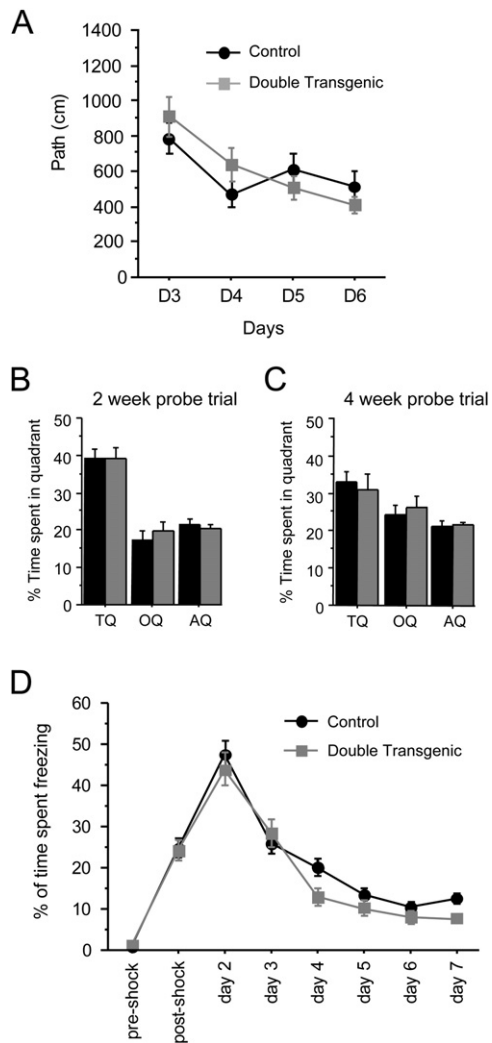 A
1400
1200
1000
800
600
400
200
0
Path (cm)
Control
Double Transgenic
D3 D4 D5 D6
Days
B
2 week probe trial
50
40
30
20
10
0
% Time spent in quadrant
TQ OQ AQ
C
4 week probe trial
50
40
30
20
10
0
% Time spent in quadrant
TQ OQ AQ
D
60
50
40
30
20
10
0
% of time spent freezing
Control
Double Transgenic
pre-shock
post-shock
day 2
day 3
day 4
day 5
day 6
day 7